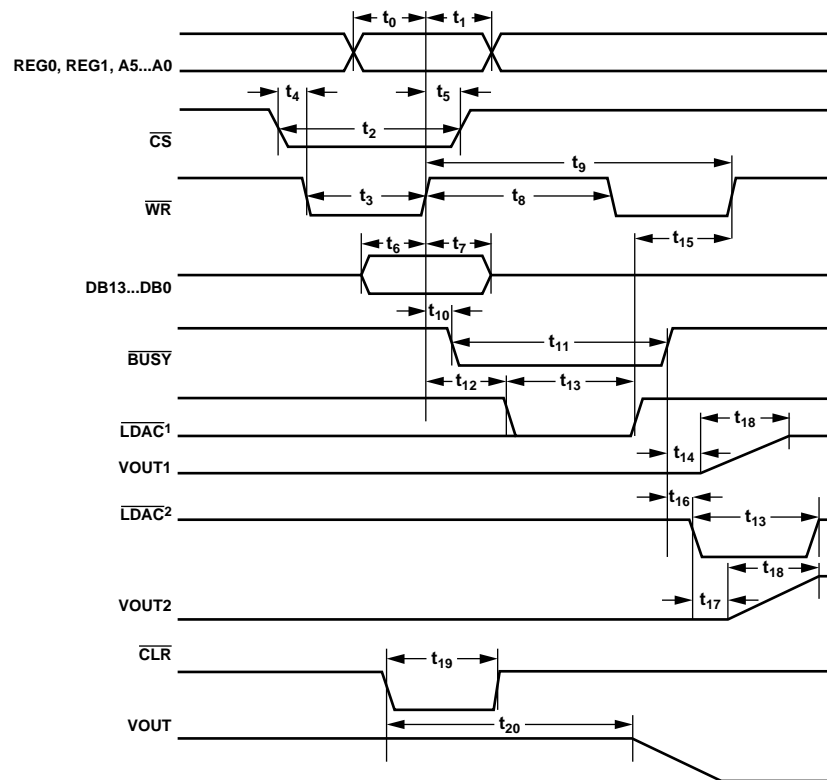 t0 t1
REG0, REG1, A5...A0
t4 t5
t2
CS
t9
WR
t3 t8
t6 t7 t15
DB13...DB0
t10
t11
BUSY
t12 t13
LDAC1
t18
t14
VOUT1
t16
LDAC2
t13
t18
VOUT2
t17
CLR
t19
VOUT
t20